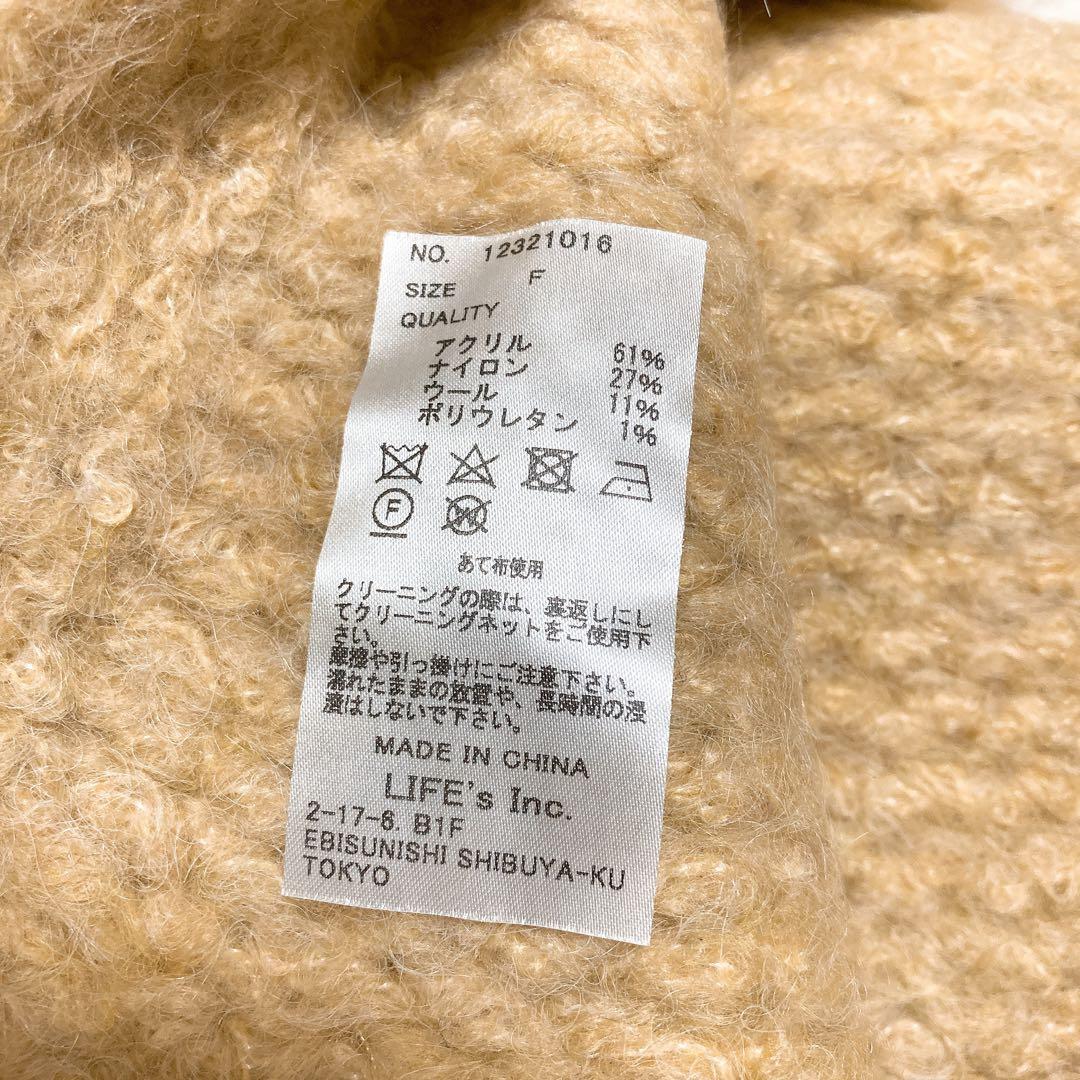 NO. 12321016
SIZE F
QUALITY
アクリル 61%
ナイロン 27%
ウール 11%
ポリウレタン 1%
F
W
あて布使用
クリーニングの際は、裏返しにし
てクリーニングネットをご使用下
さい。
摩擦や引っ掛けにご注意下さい。
濡れたままの放置や、長時間の浸
漬はしないで下さい。
MADE IN CHINA
LIFE's Inc.
2-17-6. B1F
EBISUNISHI SHIBUYA-KU
TOKYO